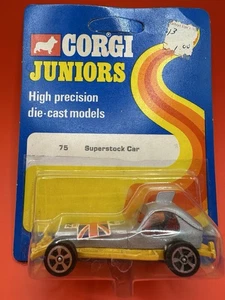 CORGI
JUNIORS
High precision
die-cast models
75 Superstock Car